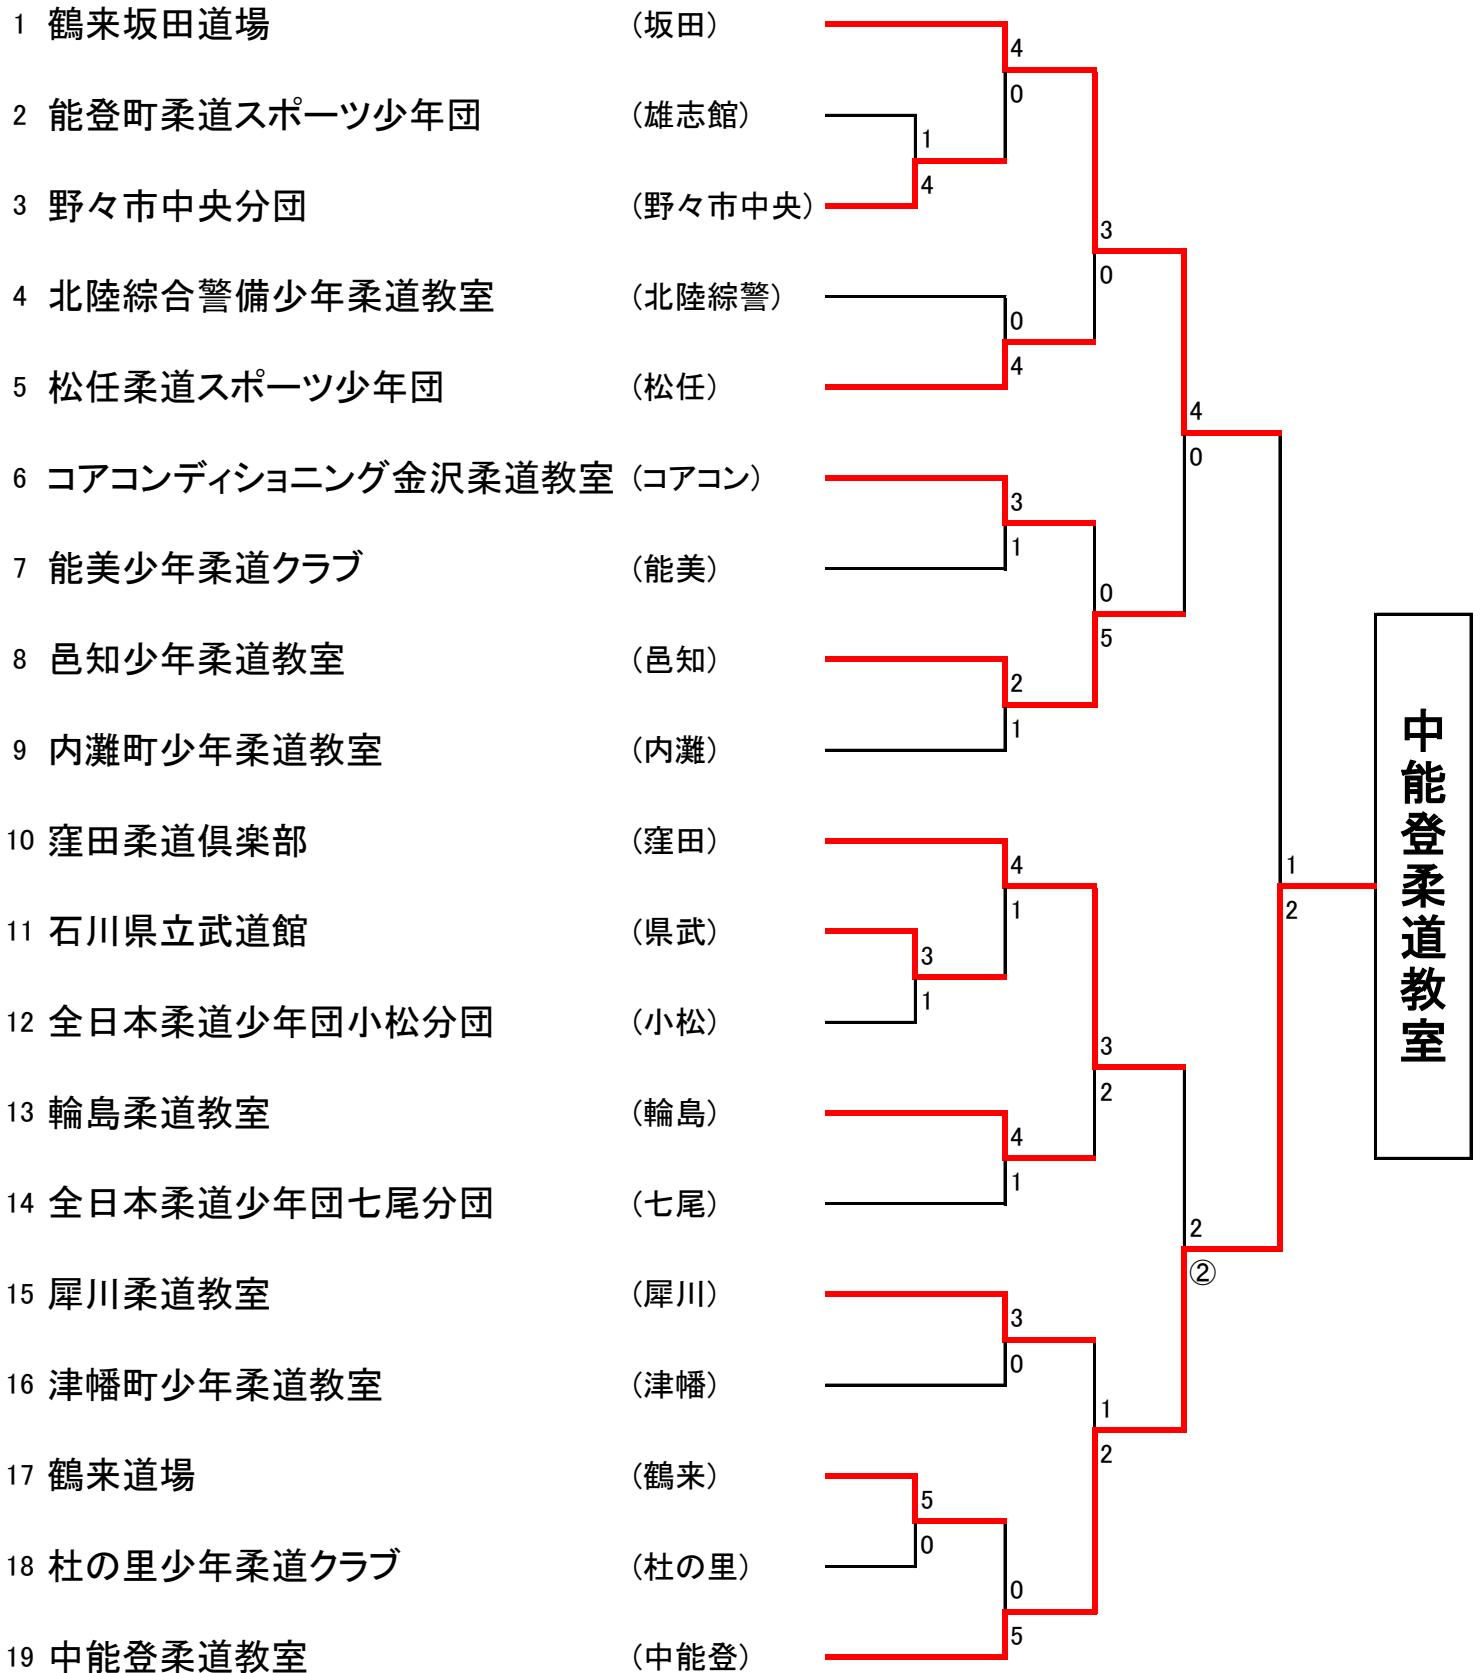 1 鶴来坂田道場 (坂田)
4
0
2 能登町柔道スポーツ少年団 (雄志館)
1
4
3 野々市中央分団 (野々市中央)
3
0
4 北陸綜合警備少年柔道教室 (北陸綜警)
0
4
5 松任柔道スポーツ少年団 (松任)
4
0
6 コアコンディショニング金沢柔道教室 (コアコン)
3
1
7 能美少年柔道クラブ (能美)
0
5
8 邑知少年柔道教室 (邑知)
2
1
9 内灘町少年柔道教室 (内灘)
10 窪田柔道倶楽部 (窪田)
4
1
1
2
11 石川県立武道館 (県武)
3
1
12 全日本柔道少年団小松分団 (小松)
3
2
13 輪島柔道教室 (輪島)
4
1
14 全日本柔道少年団七尾分団 (七尾)
2
②
15 犀川柔道教室 (犀川)
3
0
16 津幡町少年柔道教室 (津幡)
1
2
17 鶴来道場 (鶴来)
5
0
18 杜の里少年柔道クラブ (杜の里)
0
5
19 中能登柔道教室 (中能登)
中能登柔道教室